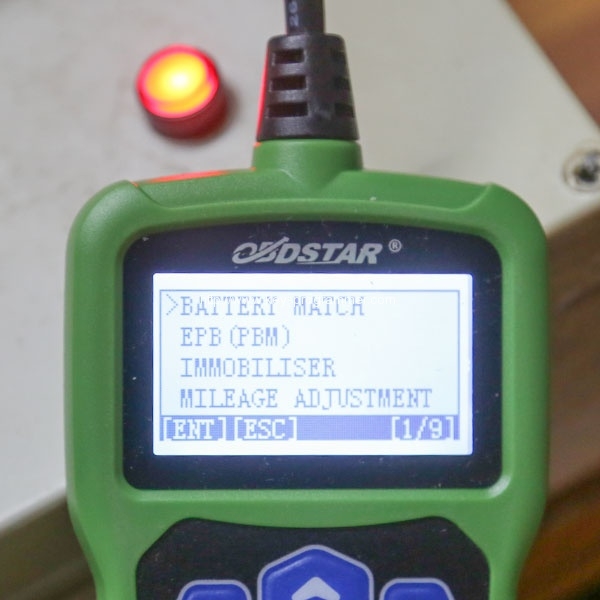 OBDSTAR®
>BATTERY MATCH
EPB(PBM)
IMMOBILISER
MILEAGE ADJUSTMENT
[ENT][ESC] [1/9]